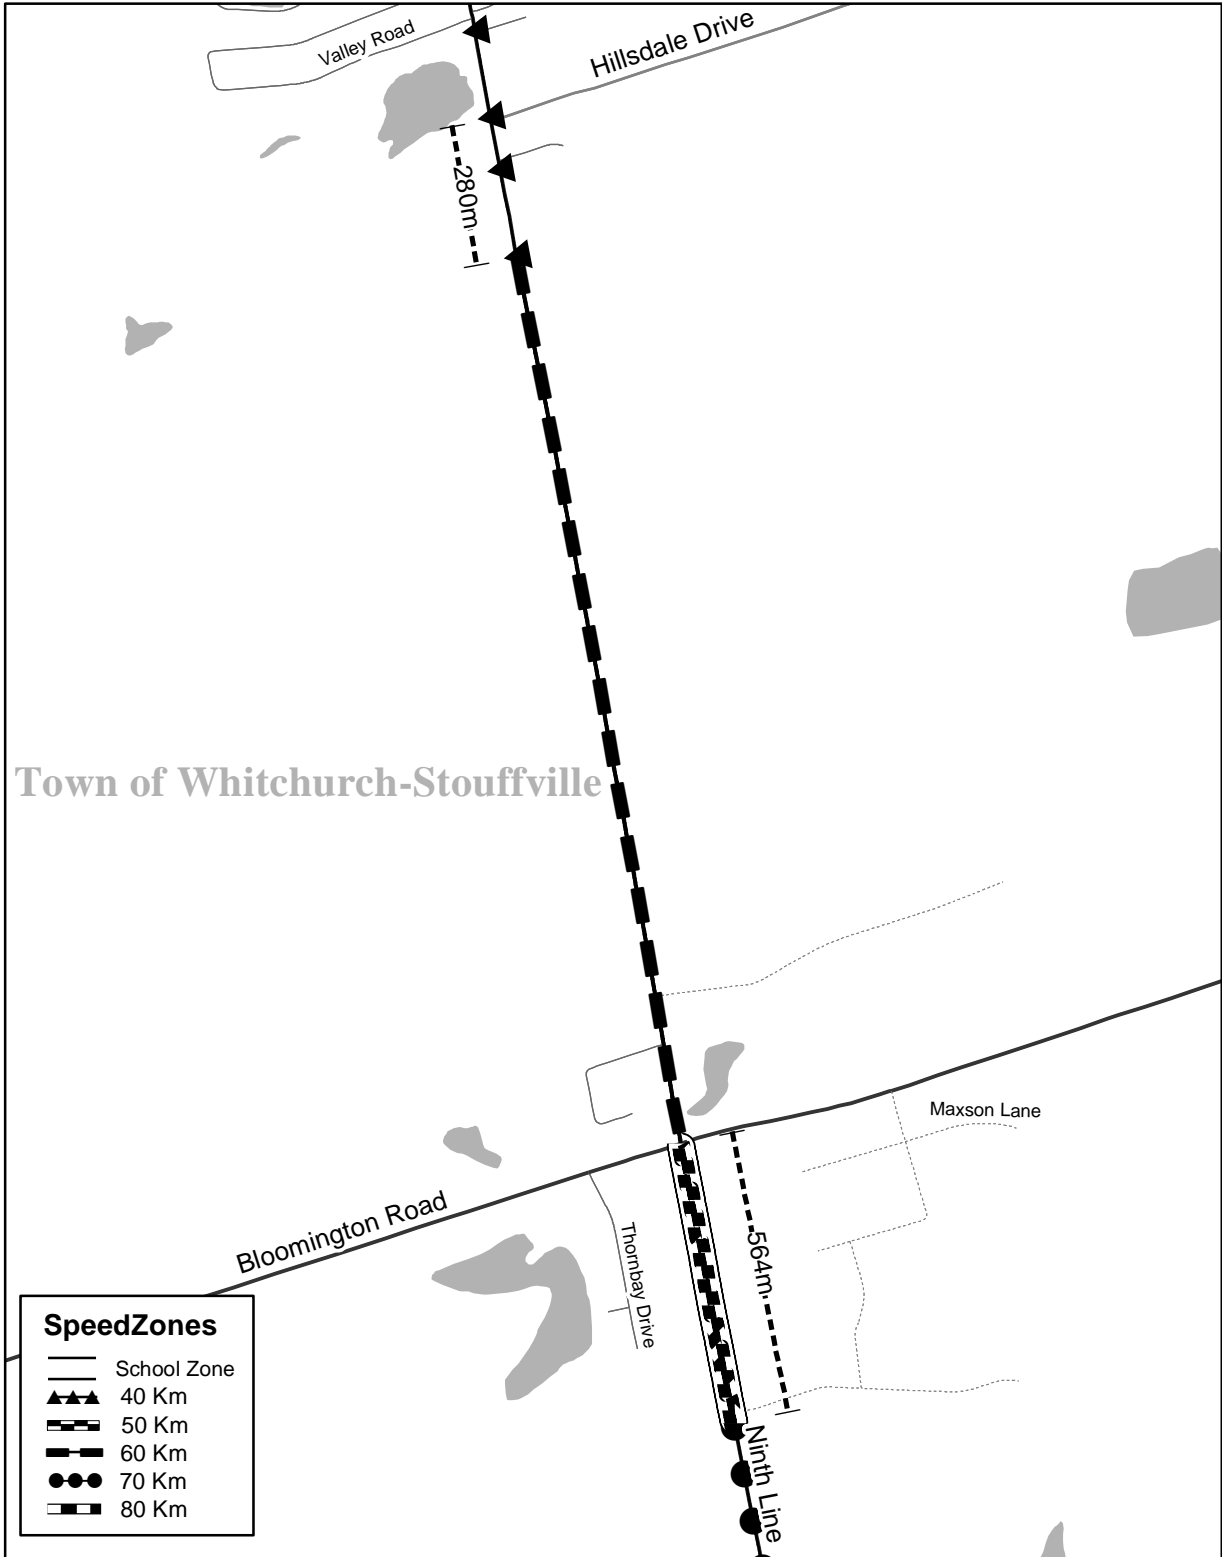 Valley Road
Hillsdale Drive
280m
Town of Whitchurch-Stouffville
Maxson Lane
Bloomington Road
Thornbay Drive
564m
Ninth Line
SpeedZones
School Zone
40 Km
50 Km
60 Km
70 Km
80 Km